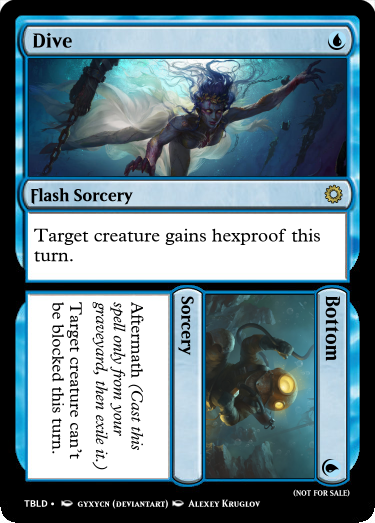 Dive
Flash Sorcery
Target creature gains hexproof this
turn.
Bottom
Sorcery
Aftermath (Cast this
spell only from your
graveyard, then exile it.)
Target creature can't
be blocked this turn.
(NOT FOR SALE)
TBLD • GYXYCN (DEVIANTART) ALEXEY KRUGLOV